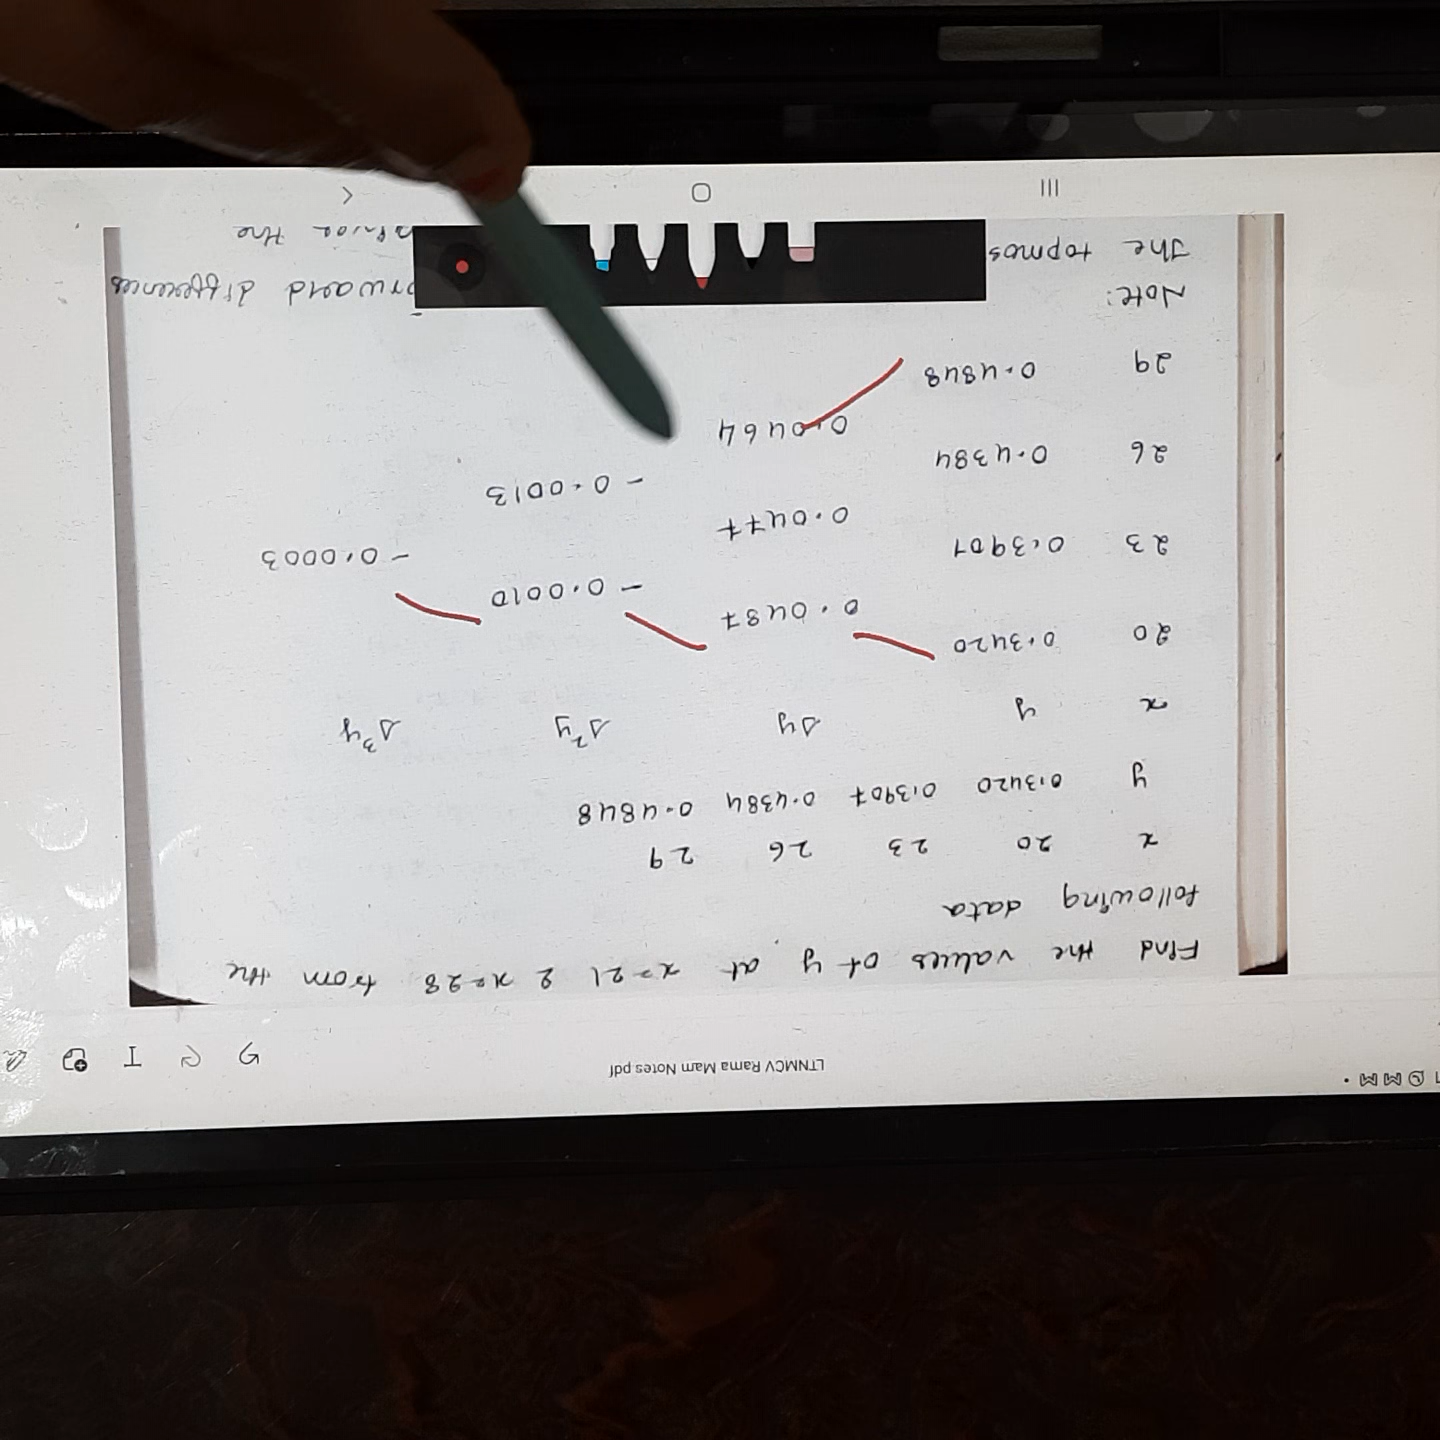 LTNMCV Rama Mam Notes.pdf
T
Find the values of y at x=21 & x=28 from the
following data
x 20 23 26 29
y 0.3420 0.3907 0.4384 0.4848
x y Δy Δ²y Δ³y
20 0.3420
0.0487
- 0.0010
23 0.3907
- 0.0003
0.0477
- 0.0013
26 0.4384
0.0464
29 0.4848
Note:
differences
The the